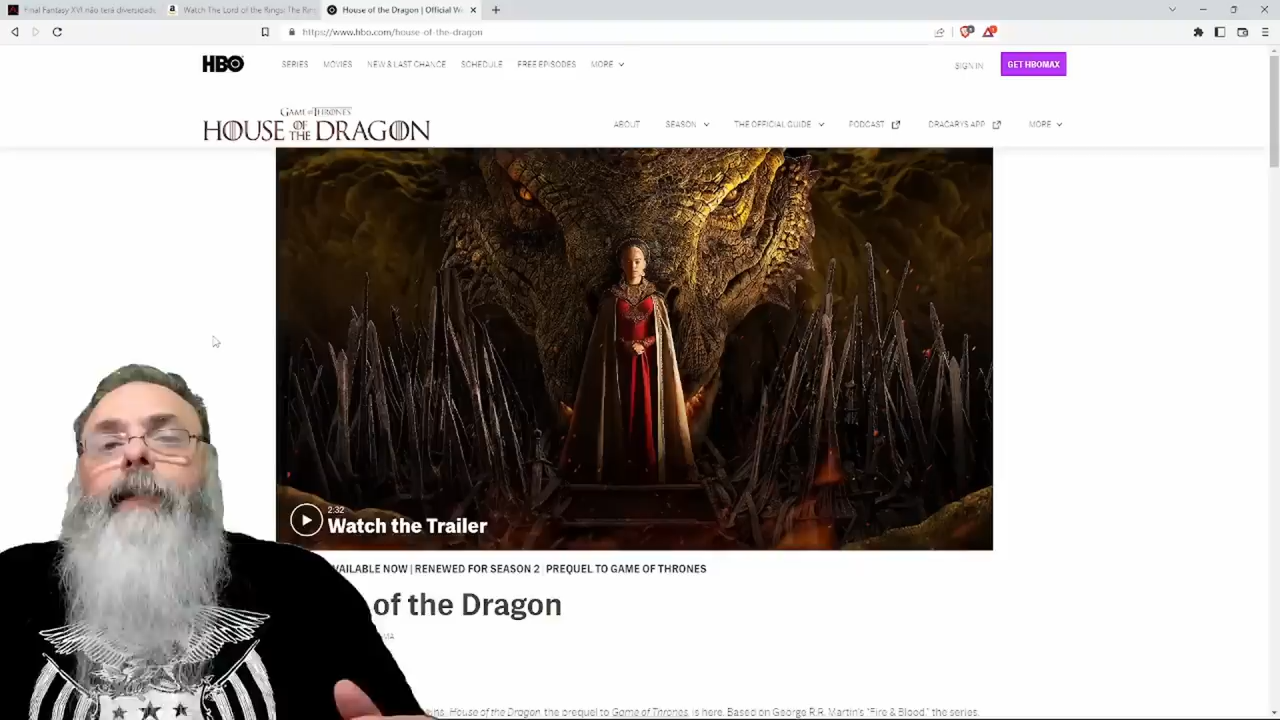 Final Fantasy XVI não terá diversidade
Watch The Lord of the Rings: The Ring
House of the Dragon | Official W
https://www.hbo.com/house-of-the-dragon
HBO
SERIES
MOVIES
NEW & LAST CHANCE
SCHEDULE
FREE EPISODES
MORE
SIGN IN
GET HBOMAX
GAME OF THRONES
HOUSE OF THE DRAGON
ABOUT
SEASON
THE OFFICIAL GUIDE
PODCAST
DRACARYS APP
MORE
2:32
Watch the Trailer
VAILABLE NOW | RENEWED FOR SEASON 2 PREQUEL TO GAME OF THRONES
of the Dragon
MA
House of the Dragon, the prequel to Game of Thrones, is here. Based on George R.R. Martin's "Fire & Blood," the series,